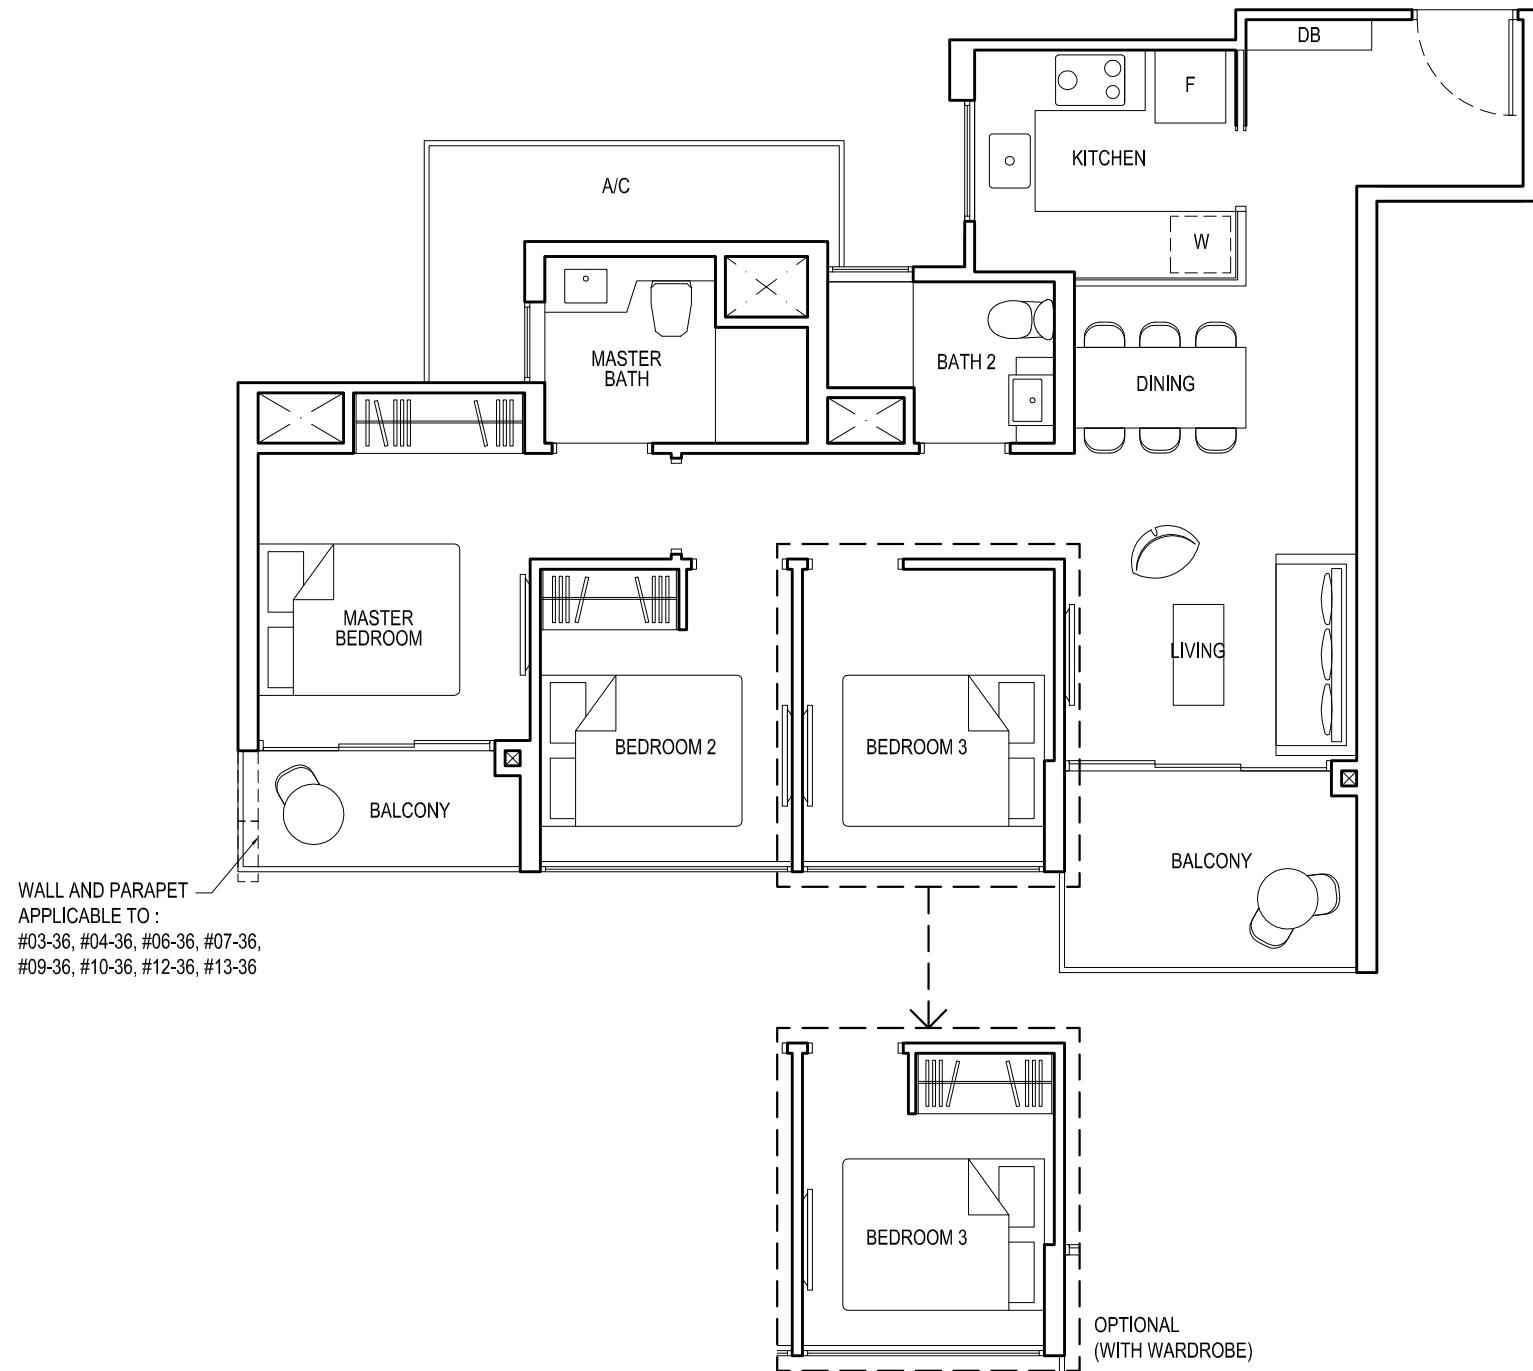 DB
F
KITCHEN
A/C
W
MASTER
BATH
BATH 2
DINING
MASTER
BEDROOM
LIVING
BEDROOM 2
BEDROOM 3
BALCONY
BALCONY
WALL AND PARAPET
APPLICABLE TO :
#03-36, #04-36, #06-36, #07-36,
#09-36, #10-36, #12-36, #13-36
BEDROOM 3
OPTIONAL
(WITH WARDROBE)